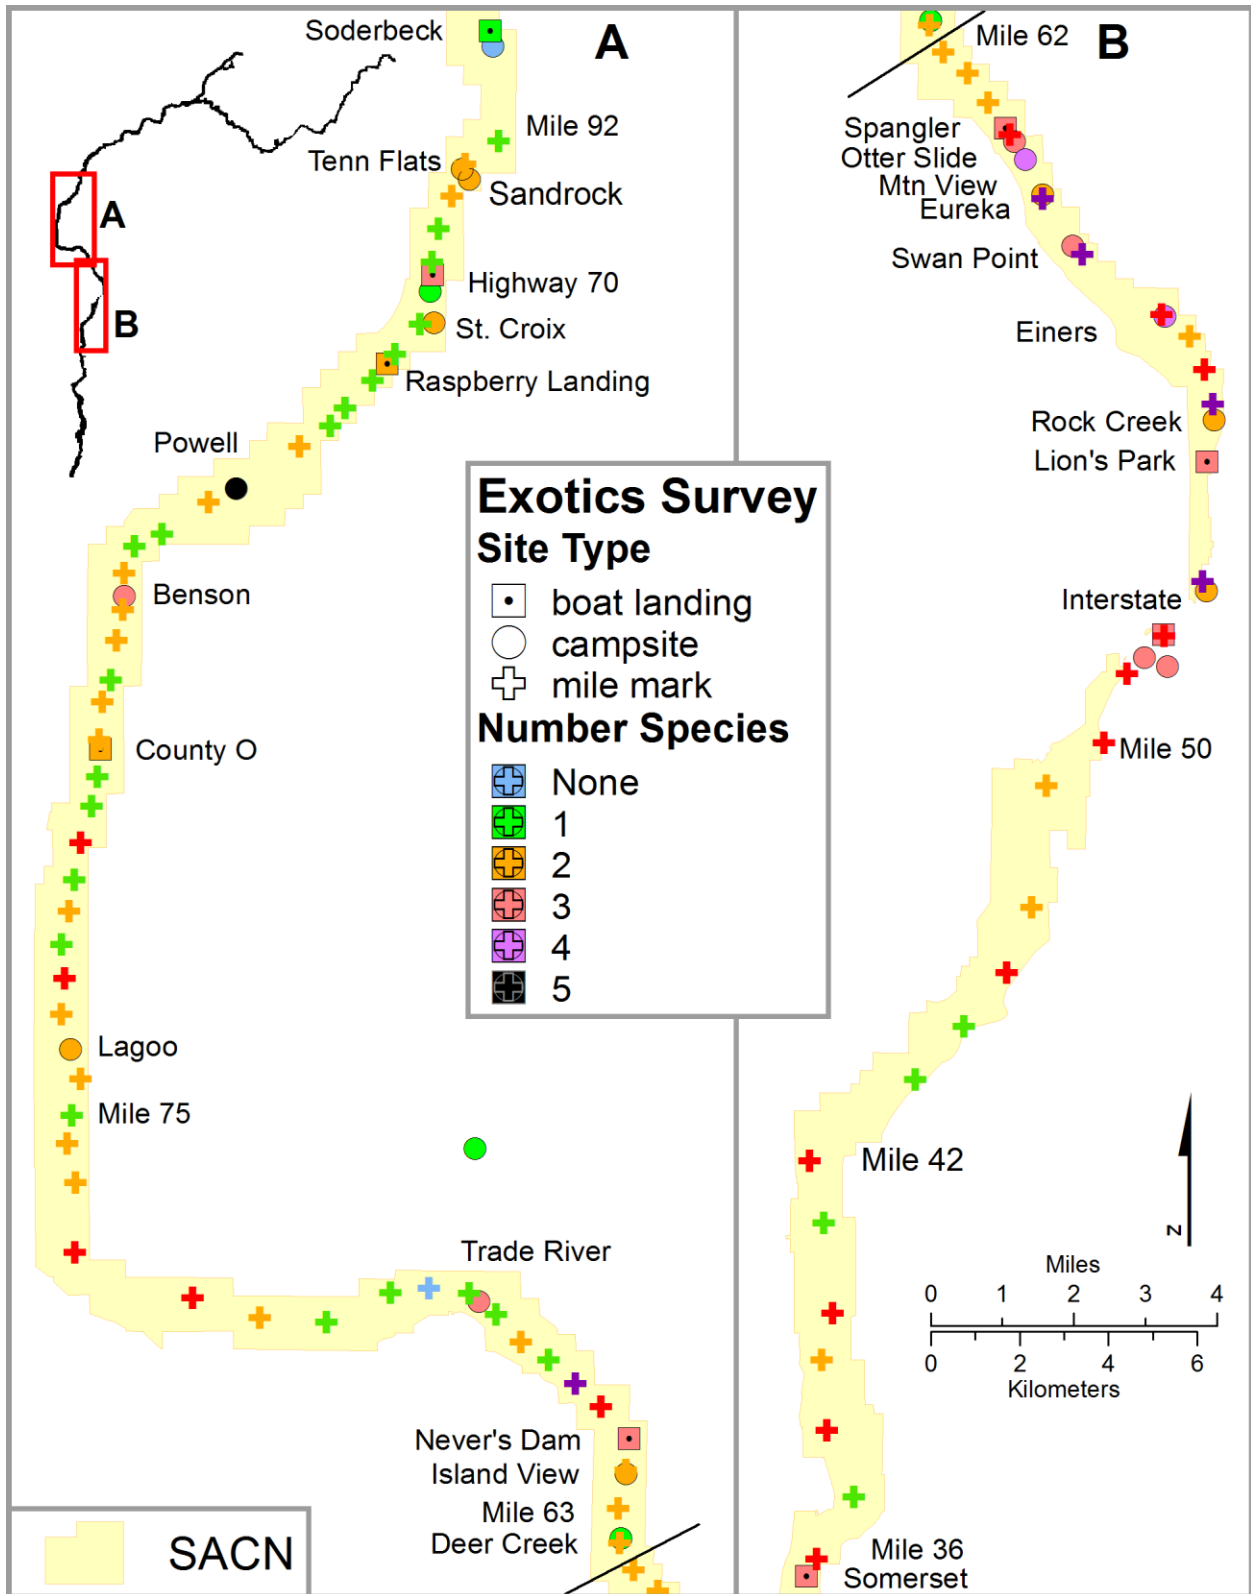 Soderbeck
A
Mile 92
Tenn Flats
Sandrock
A
Highway 70
B
St. Croix
Raspberry Landing
Powell
Benson
County O
Lagoo
Mile 75
Trade River
Never's Dam
Island View
Mile 63
Deer Creek
SACN
Exotics Survey
Site Type
boat landing
campsite
mile mark
Number Species
None
1
2
3
4
5
Mile 62
B
Spangler
Otter Slide
Mtn View
Eureka
Swan Point
Einers
Rock Creek
Lion's Park
Interstate
Mile 50
Mile 42
N
Miles
0 1 2 3 4
0 2 4 6
Kilometers
Mile 36
Somerset